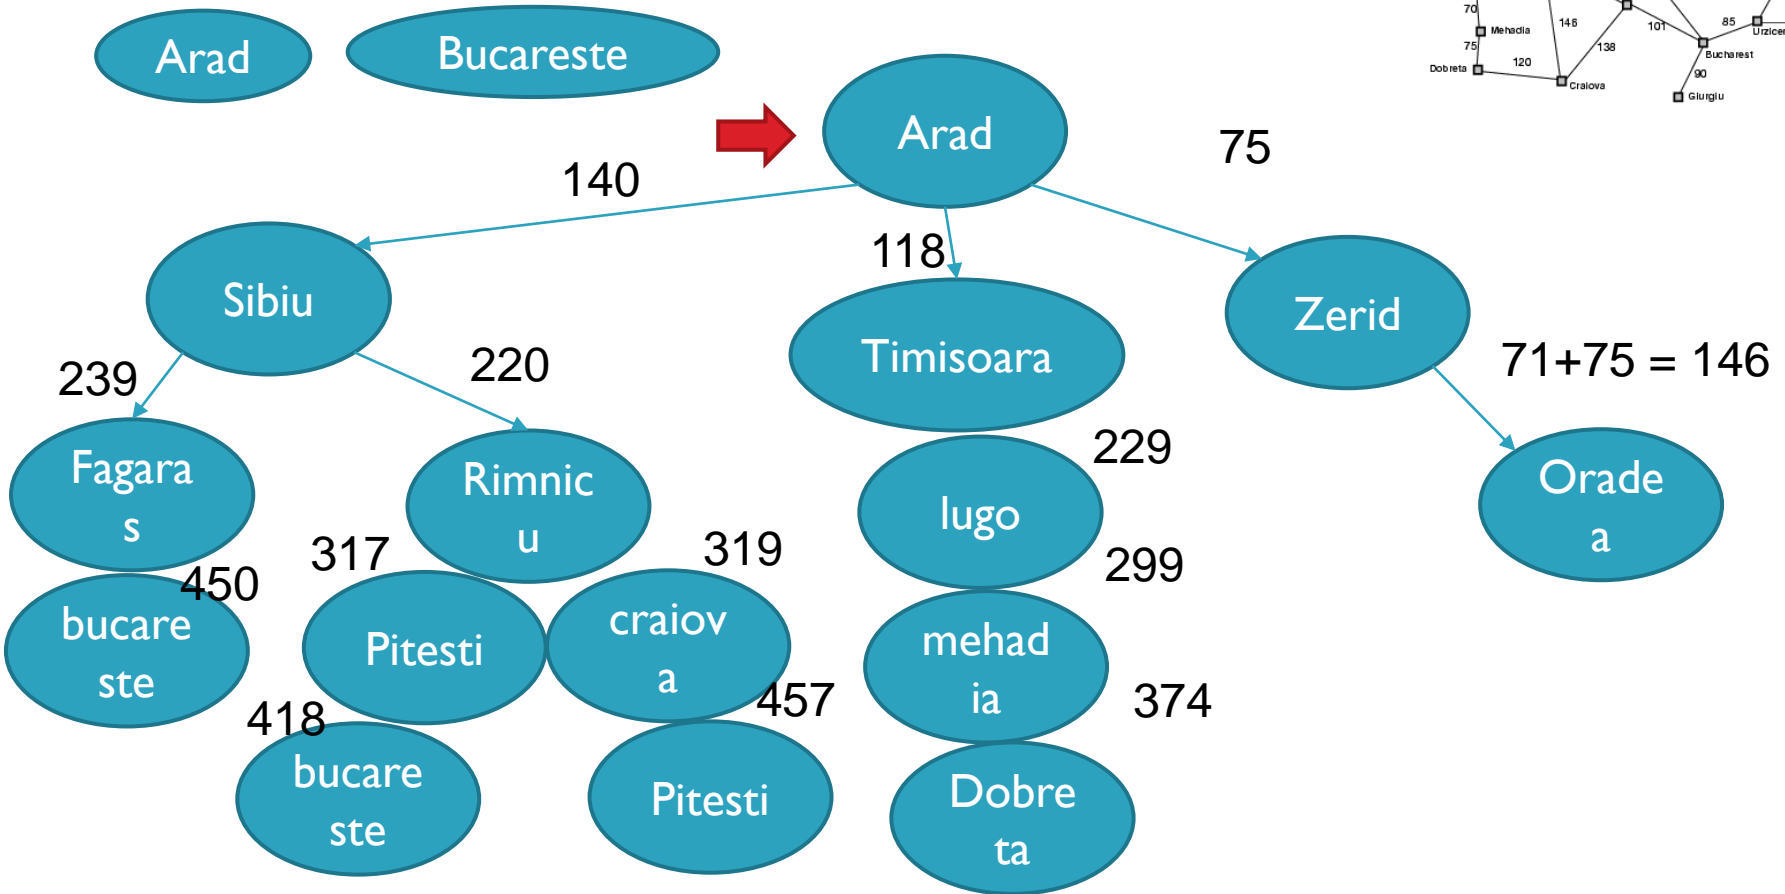 Arad
Bucareste
70
Mehadia
75
Dobreta
120
146
138
Craiova
101
85
Urzicen
Bucharest
90
Giurgiu
Arad
75
140
118
Sibiu
Timisoara
Zerid
239
220
71+75 = 146
Fagara
s
Rimnic
u
229
lugo
Orade
a
317
319
299
450
bucare
ste
Pitesti
craiov
a
mehad
ia
418
457
374
bucare
ste
Pitesti
Dobre
ta